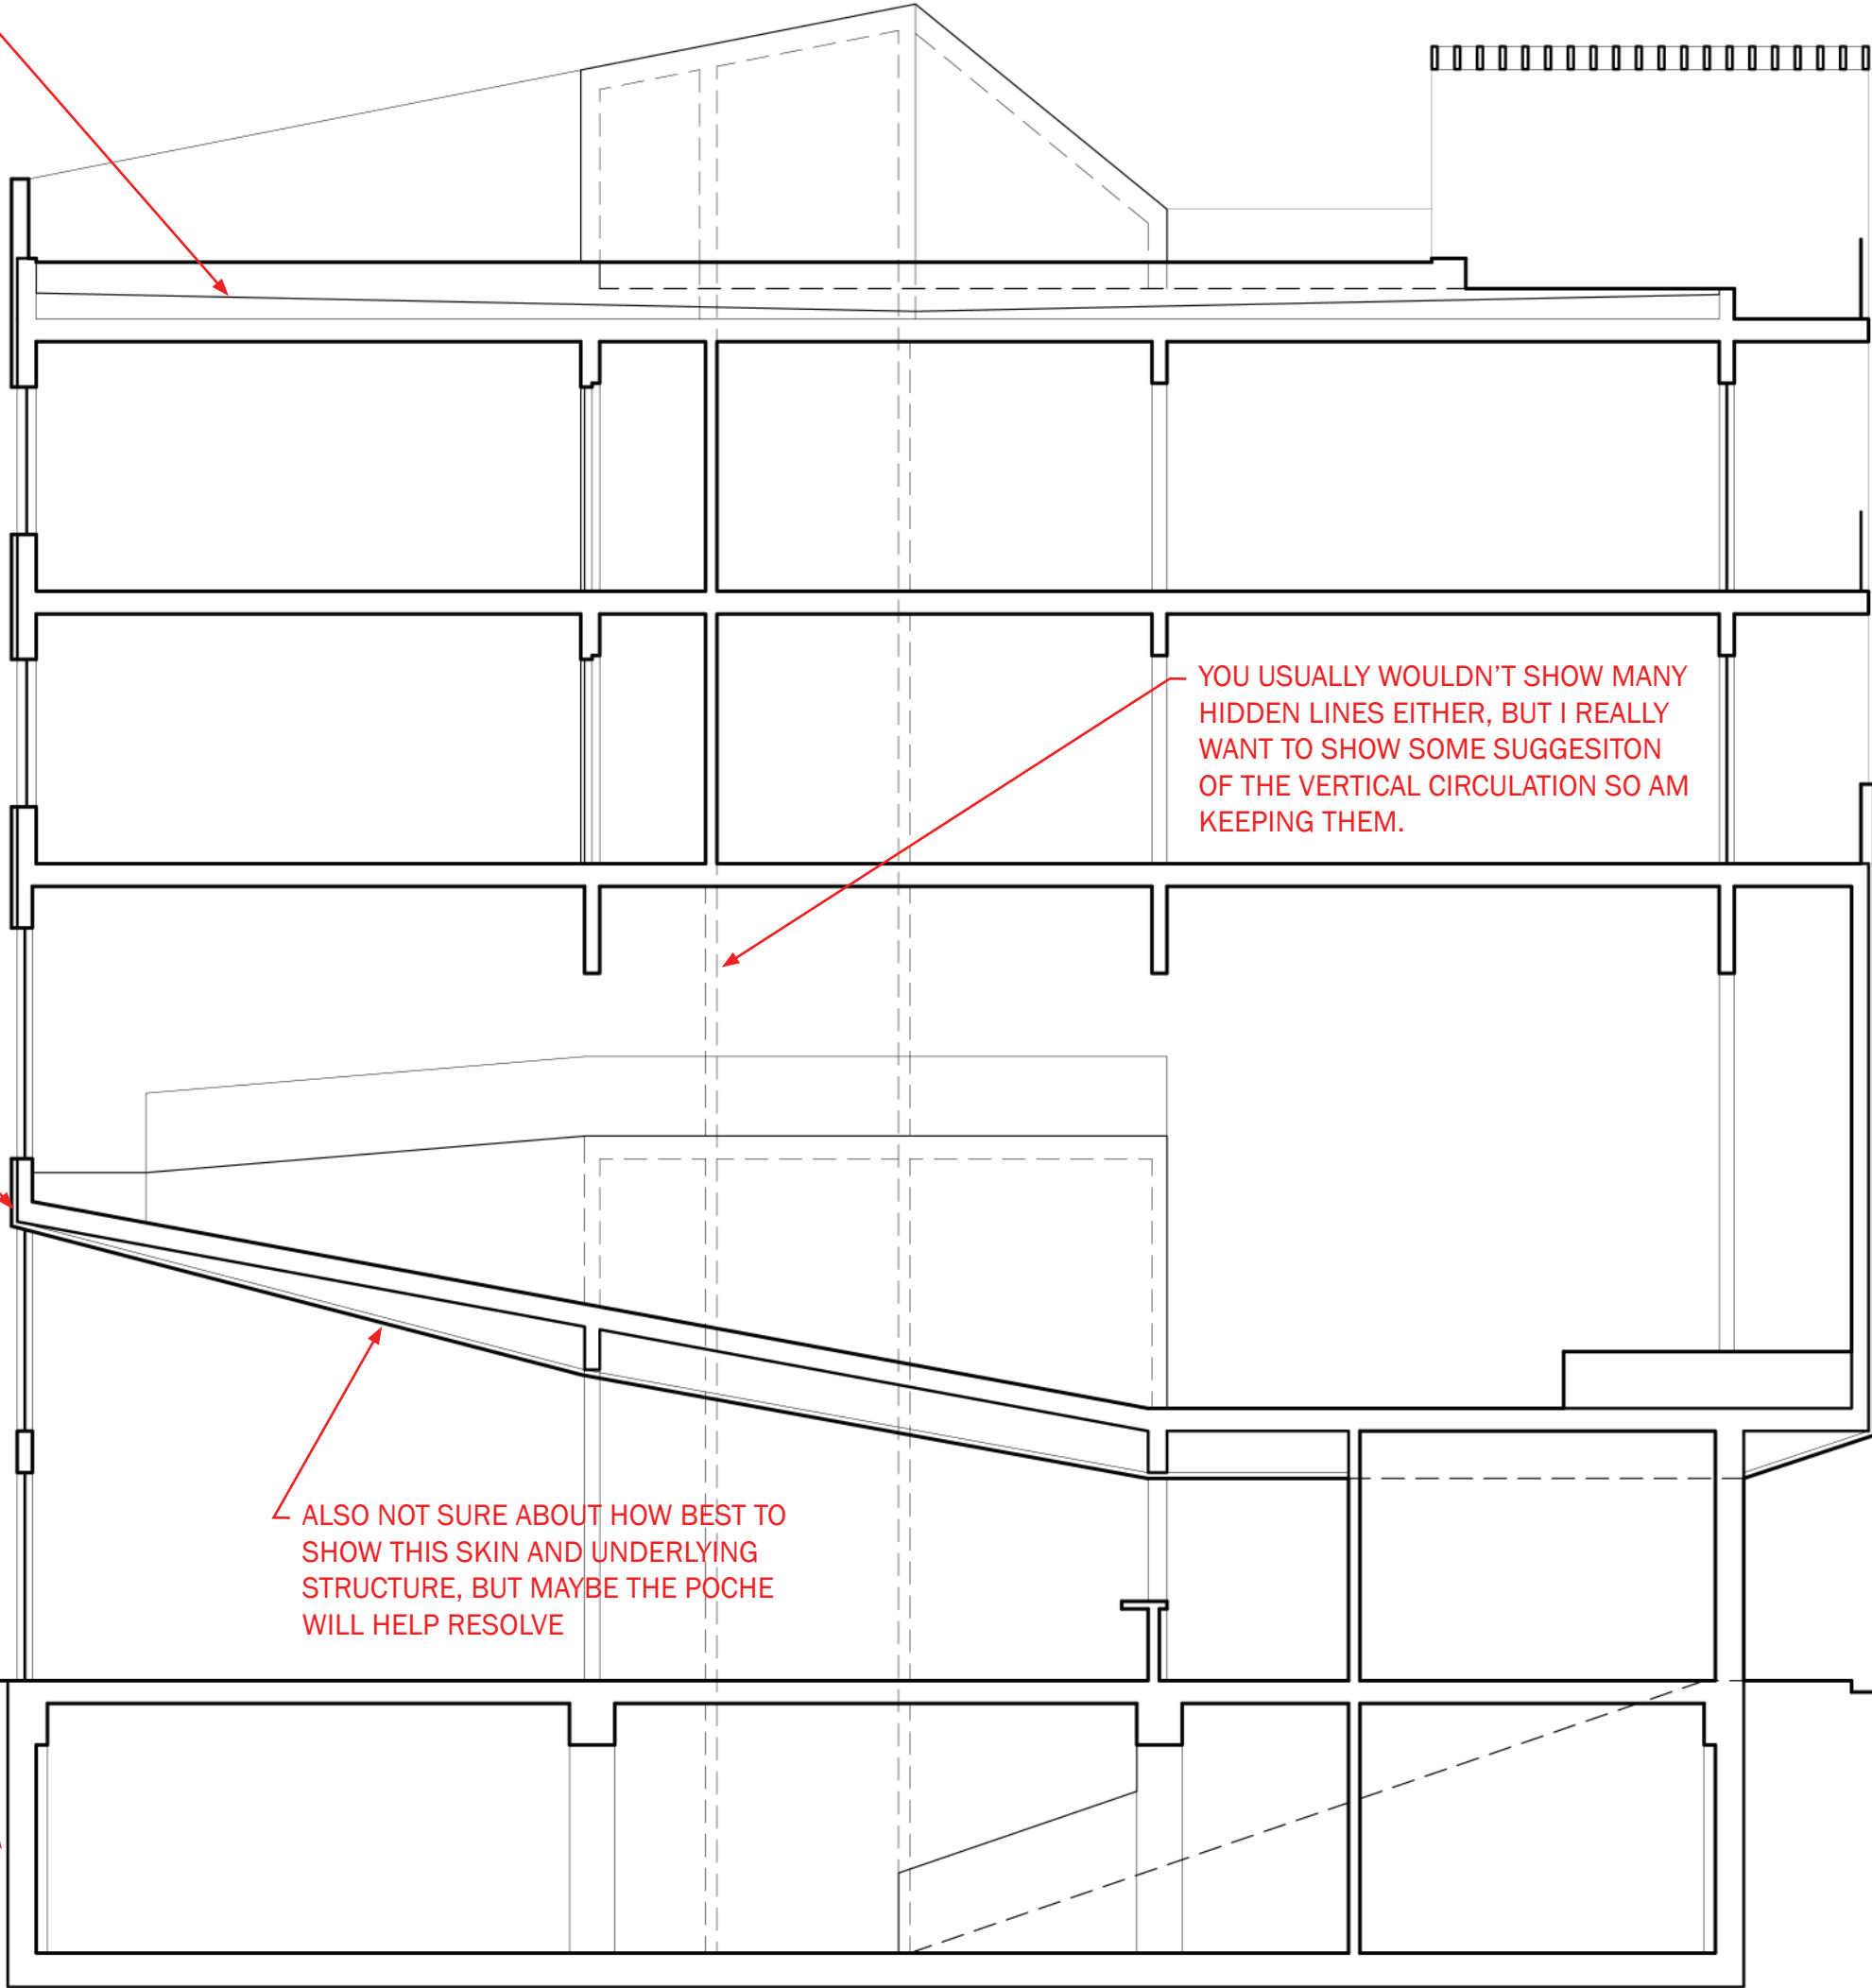 YOU USUALLY WOULDN'T SHOW MANY
HIDDEN LINES EITHER, BUT I REALLY
WANT TO SHOW SOME SUGGESITON
OF THE VERTICAL CIRCULATION SO AM
KEEPING THEM.
ALSO NOT SURE ABOUT HOW BEST TO
SHOW THIS SKIN AND UNDERLYING
STRUCTURE, BUT MAYBE THE POCHE
WILL HELP RESOLVE